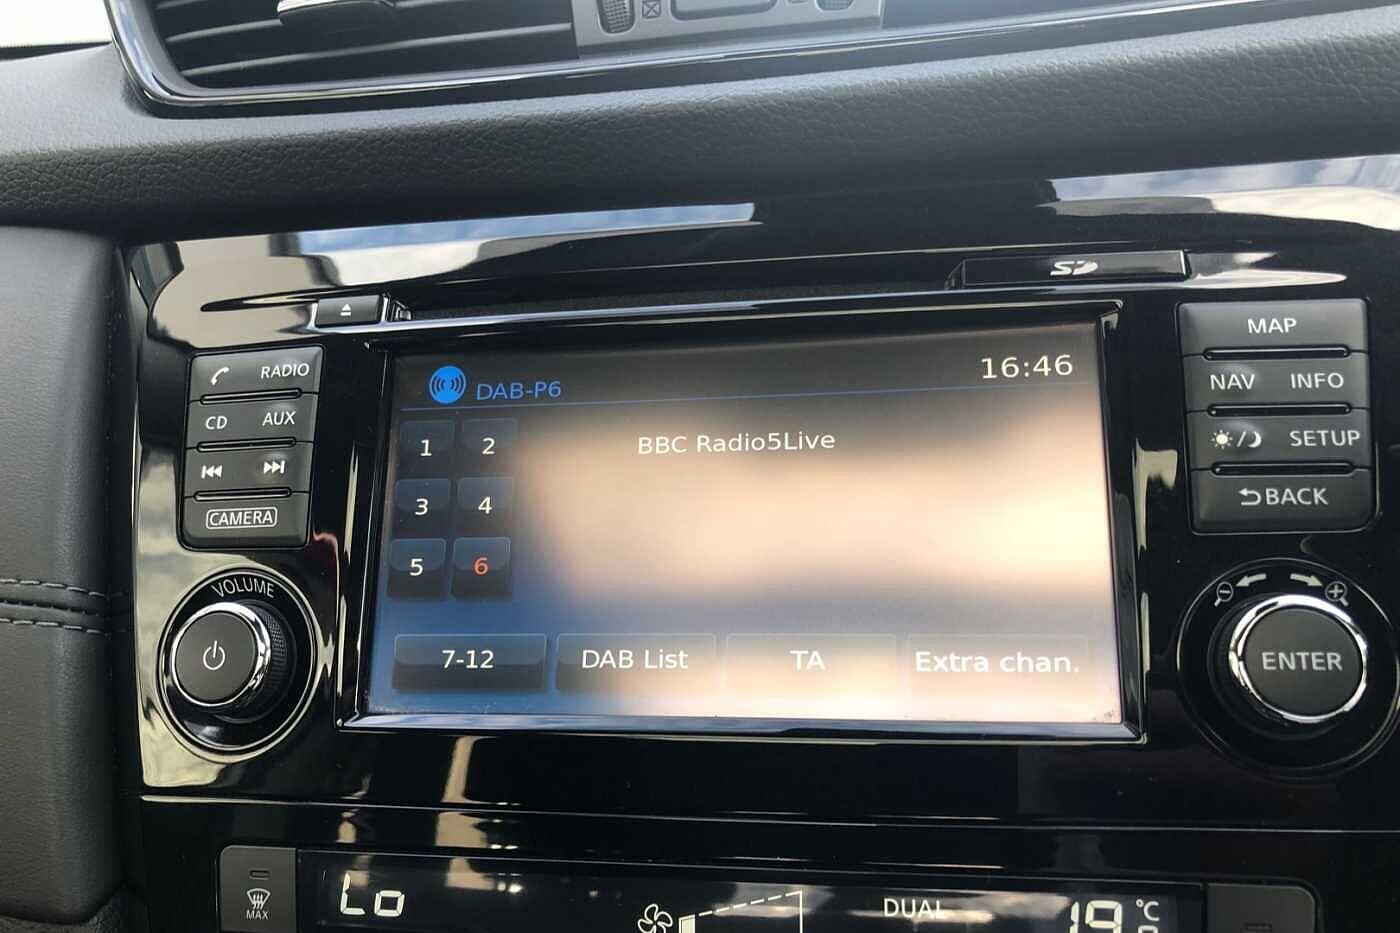 SD
MAP
RADIO
16:46
DAB-P6
NAV INFO
CD AUX
1 2
BBC Radio5Live
SETUP
3 4
BACK
CAMERA
5 6
VOLUME
7-12
DAB List
TA
Extra chan.
ENTER
MAX
Lo
DUAL
19 °C